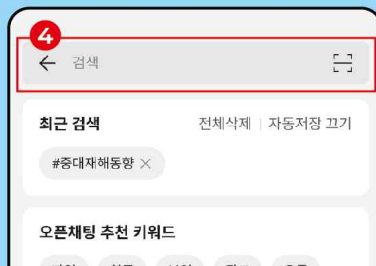 4
검색
최근 검색 전체삭제 | 자동저장 끄기
#중대재해동향 ×
오픈채팅 추천 키워드